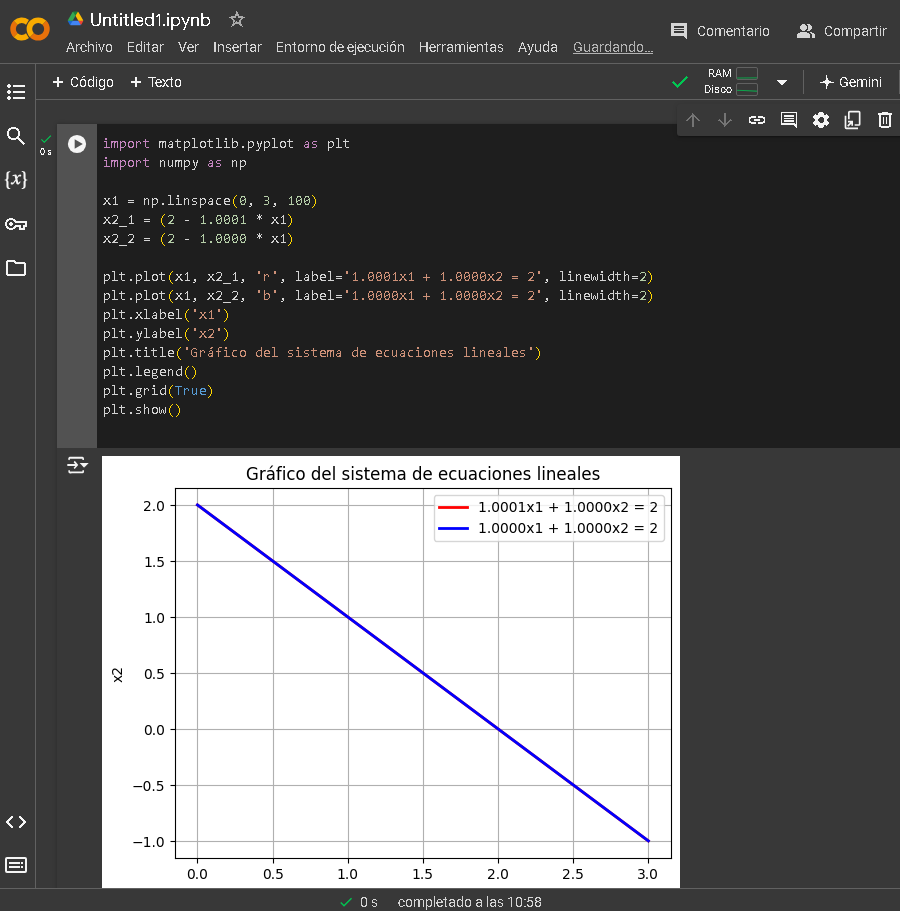 Untitled1.ipynb
Comentario
Compartir
Archivo Editar Ver Insertar Entorno de ejecución Herramientas Ayuda Guardando...
+ Código + Texto
RAM
Disco
Gemini
{x}
0 s
import matplotlib.pyplot as plt
import numpy as np
x1 = np.linspace(0, 3, 100)
x2_1 = (2 - 1.0001 * x1)
x2_2 = (2 - 1.0000 * x1)
plt.plot(x1, x2_1, 'r', label='1.0001x1 + 1.0000x2 = 2', linewidth=2)
plt.plot(x1, x2_2, 'b', label='1.0000x1 + 1.0000x2 = 2', linewidth=2)
plt.xlabel('x1')
plt.ylabel('x2')
plt.title('Gráfico del sistema de ecuaciones lineales')
plt.legend()
plt.grid(True)
plt.show()
Gráfico del sistema de ecuaciones lineales
1.0001x1 + 1.0000x2 = 2
1.0000x1 + 1.0000x2 = 2
2.0
1.5
1.0
0.5
0.0
−0.5
−1.0
x2
0.0 0.5 1.0 1.5 2.0 2.5 3.0
0 s completado a las 10:58